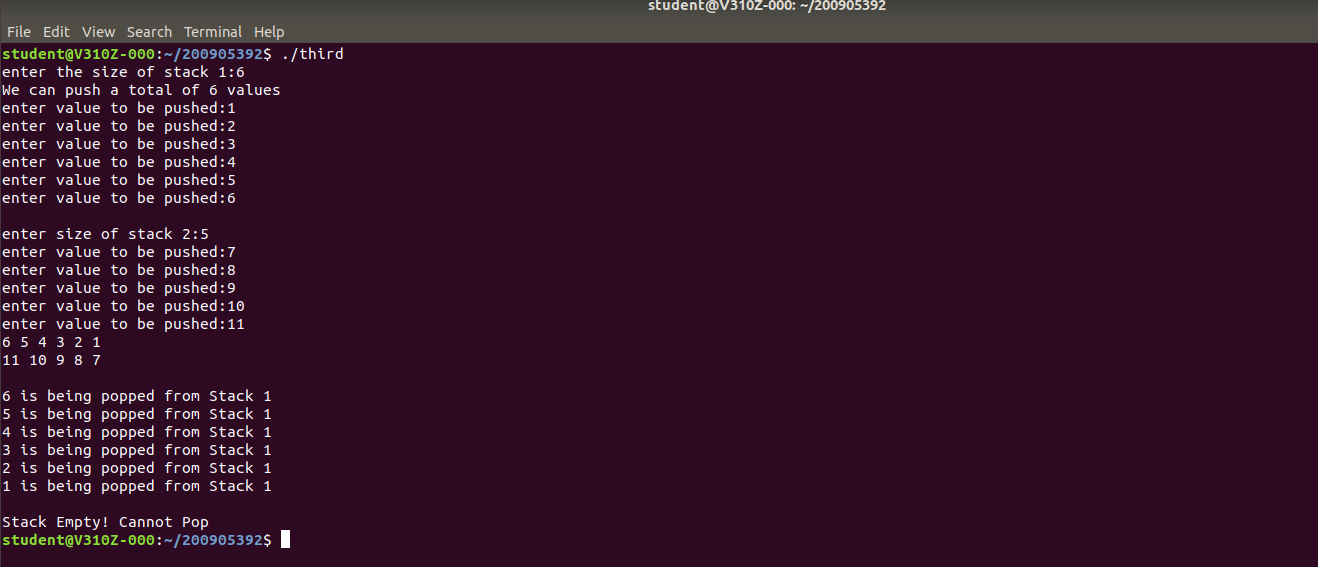 student@V310Z-000: ~/200905392
File Edit View Search Terminal Help
student@V310Z-000:~/200905392$ ./third
enter the size of stack 1:6
We can push a total of 6 values
enter value to be pushed:1
enter value to be pushed:2
enter value to be pushed:3
enter value to be pushed:4
enter value to be pushed:5
enter value to be pushed:6
enter size of stack 2:5
enter value to be pushed:7
enter value to be pushed:8
enter value to be pushed:9
enter value to be pushed:10
enter value to be pushed:11
6 5 4 3 2 1
11 10 9 8 7
6 is being popped from Stack 1
5 is being popped from Stack 1
4 is being popped from Stack 1
3 is being popped from Stack 1
2 is being popped from Stack 1
1 is being popped from Stack 1
Stack Empty! Cannot Pop
student@V310Z-000:~/200905392$